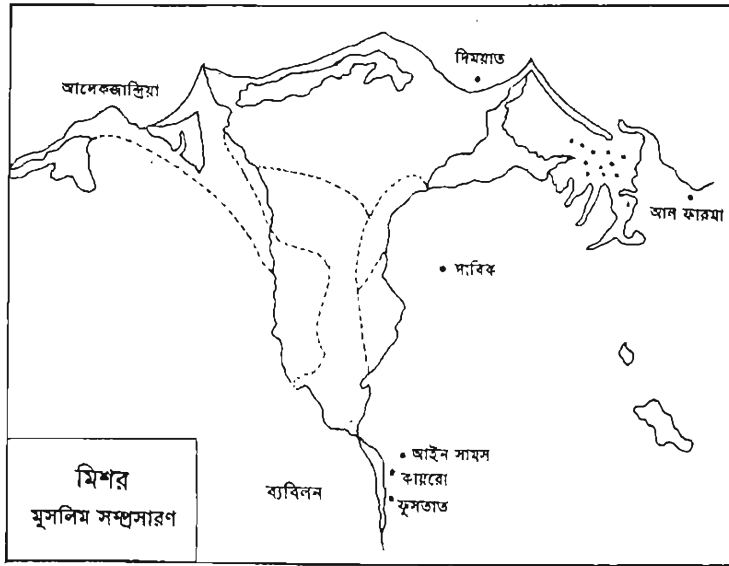 দিময়াত
আলেকজান্দ্রিয়া
আল ফারমা
দাবিক
আইন সামস
কায়রো
ব্যবিলন
ফুসতাত
মিশর
মুসলিম সম্প্রসারণ